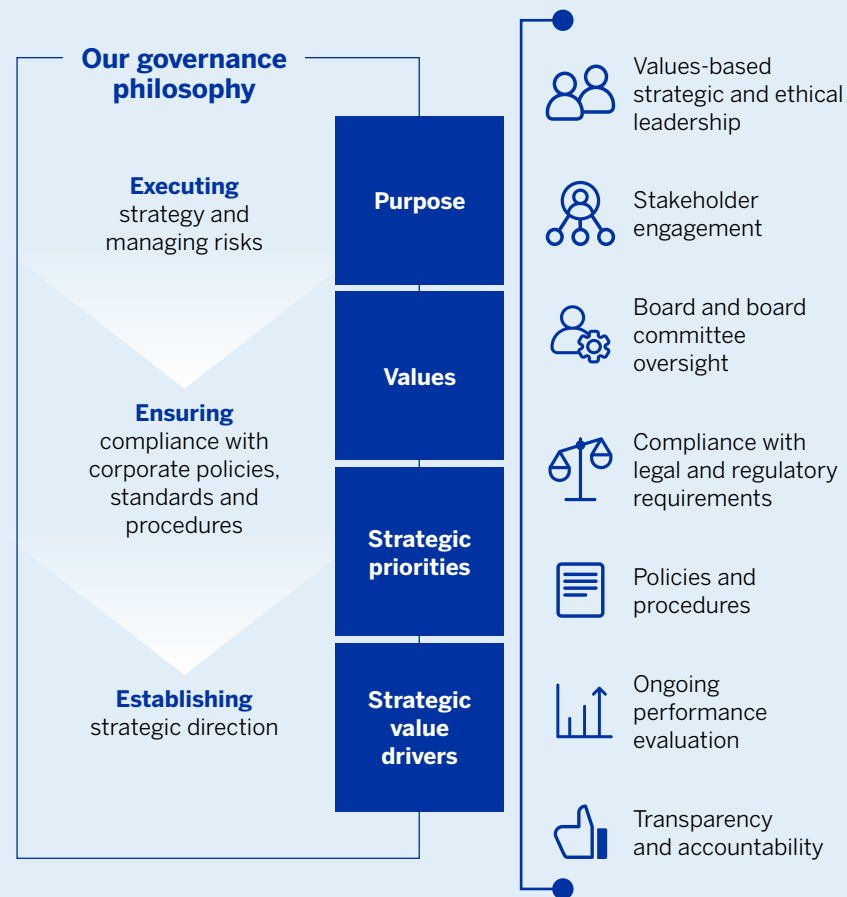 Our governance
philosophy
Executing
strategy and
managing risks
Ensuring
compliance with
corporate policies,
standards and
procedures
Establishing
strategic direction
Purpose
Values
Strategic
priorities
Strategic
value
drivers
Values-based
strategic and ethical
leadership
Stakeholder
engagement
Board and board
committee
oversight
Compliance with
legal and regulatory
requirements
Policies and
procedures
Ongoing
performance
evaluation
Transparency
and accountability